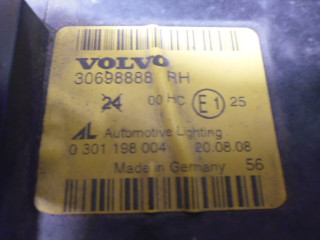 VOLVO
30698888 RH
24 00 HC E1 25
AL Automotive Lighting
0 301 198 004 20.08.08
Made in Germany 56